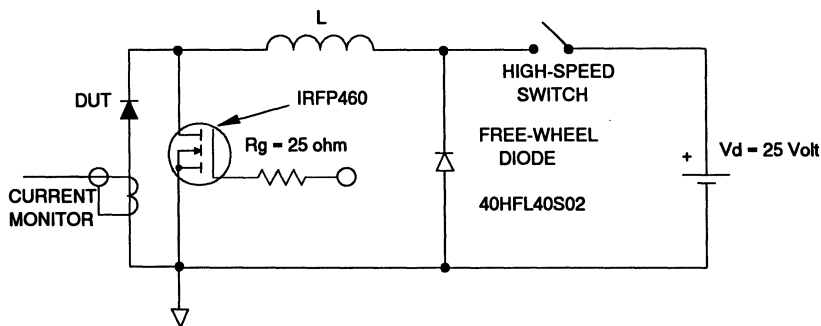 L
HIGH-SPEED
SWITCH
DUT
IRFP460
Rg = 25 ohm
FREE-WHEEL
DIODE
+
Vd = 25 Volt
CURRENT
MONITOR
40HFL40S02